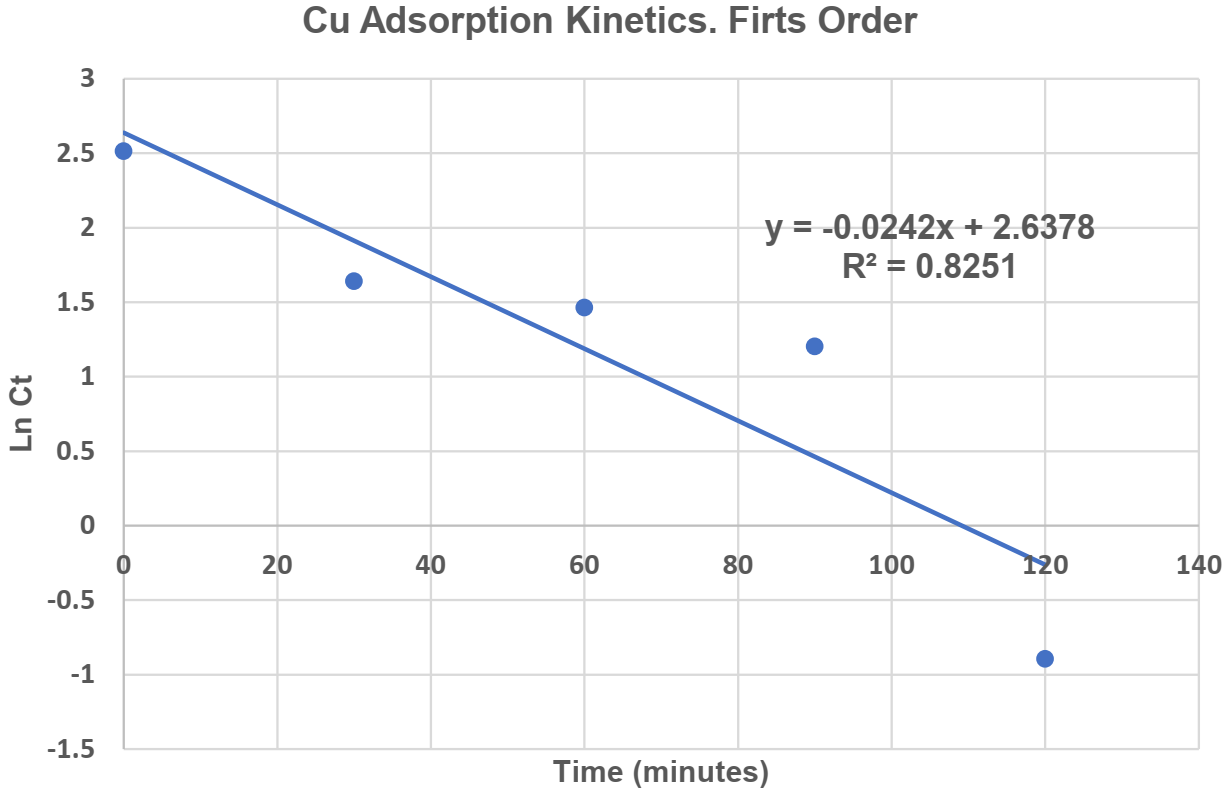 Cu Adsorption Kinetics. Firts Order
3
2.5
2
1.5
1
0.5
0
-0.5
-1
-1.5
Ln Ct
y = -0.0242x + 2.6378
R² = 0.8251
0 20 40 60 80 100 120 140
Time (minutes)